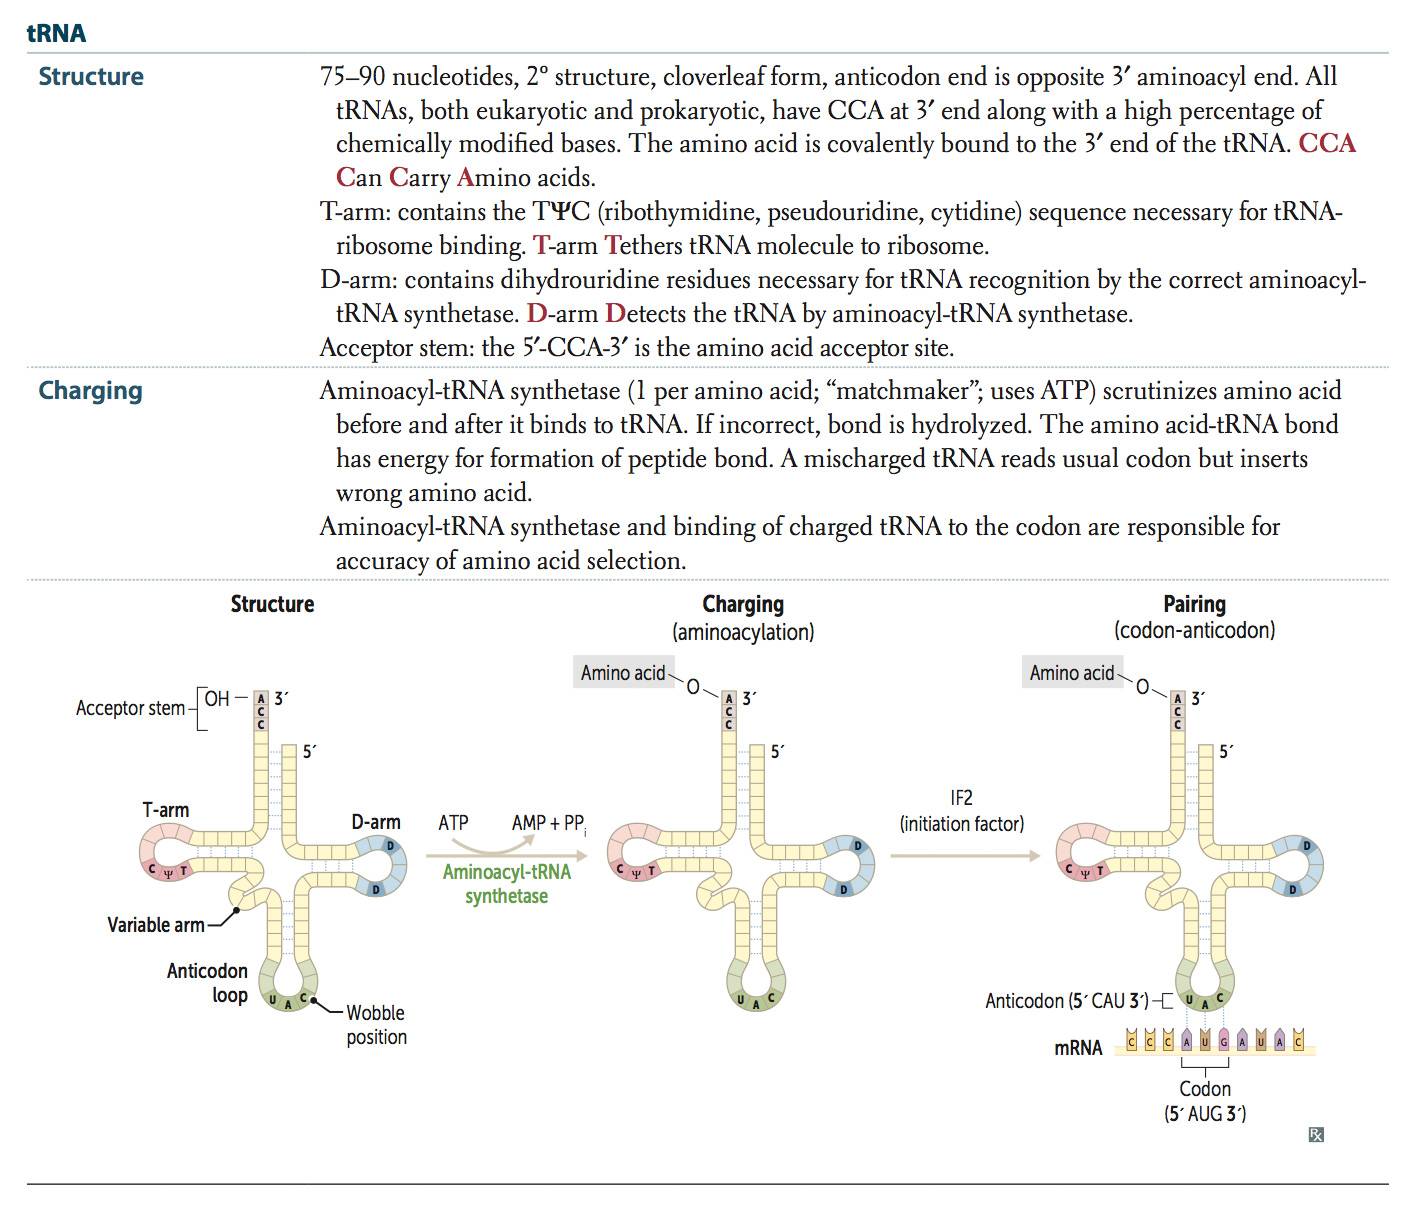 tRNA
Structure
75–90 nucleotides, 2° structure, cloverleaf form, anticodon end is opposite 3′ aminoacyl end. All
tRNAs, both eukaryotic and prokaryotic, have CCA at 3′ end along with a high percentage of
chemically modified bases. The amino acid is covalently bound to the 3′ end of the tRNA. CCA
Can Carry Amino acids.
T-arm: contains the TΨC (ribothymidine, pseudouridine, cytidine) sequence necessary for tRNA-
ribosome binding. T-arm Tethers tRNA molecule to ribosome.
D-arm: contains dihydrouridine residues necessary for tRNA recognition by the correct aminoacyl-
tRNA synthetase. D-arm Detects the tRNA by aminoacyl-tRNA synthetase.
Acceptor stem: the 5′-CCA-3′ is the amino acid acceptor site.
Charging
Aminoacyl-tRNA synthetase (1 per amino acid; “matchmaker”; uses ATP) scrutinizes amino acid
before and after it binds to tRNA. If incorrect, bond is hydrolyzed. The amino acid-tRNA bond
has energy for formation of peptide bond. A mischarged tRNA reads usual codon but inserts
wrong amino acid.
Aminoacyl-tRNA synthetase and binding of charged tRNA to the codon are responsible for
accuracy of amino acid selection.
Structure
Acceptor stem
OH
A
C
C
3′
5′
T-arm
C Ψ T
D-arm
D
D
Variable arm
Anticodon
loop
U A C
Wobble
position
ATP
AMP + PPi
Aminoacyl-tRNA
synthetase
Charging
(aminoacylation)
Amino acid
O
A
C
C
3′
5′
C Ψ T
D
D
U A C
IF2
(initiation factor)
Pairing
(codon-anticodon)
Amino acid
O
A
C
C
3′
5′
C Ψ T
D
D
Anticodon (5′ CAU 3′)
U A C
mRNA
C C C A U G A U A C
Codon
(5′ AUG 3′)
Rx